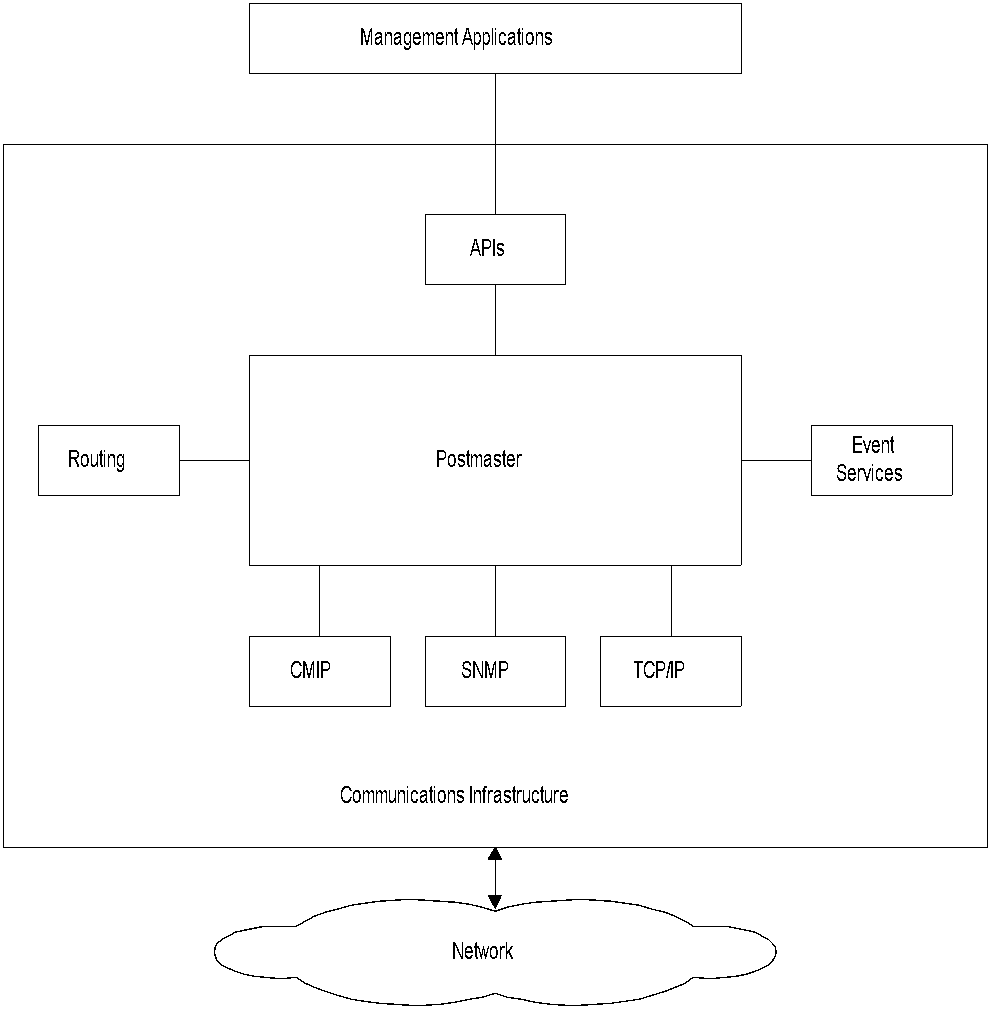 Management Applications
APIs
Routing
Postmaster
Event
Services
CMIP
SNMP
TCP/IP
Communications Infrastructure
Network